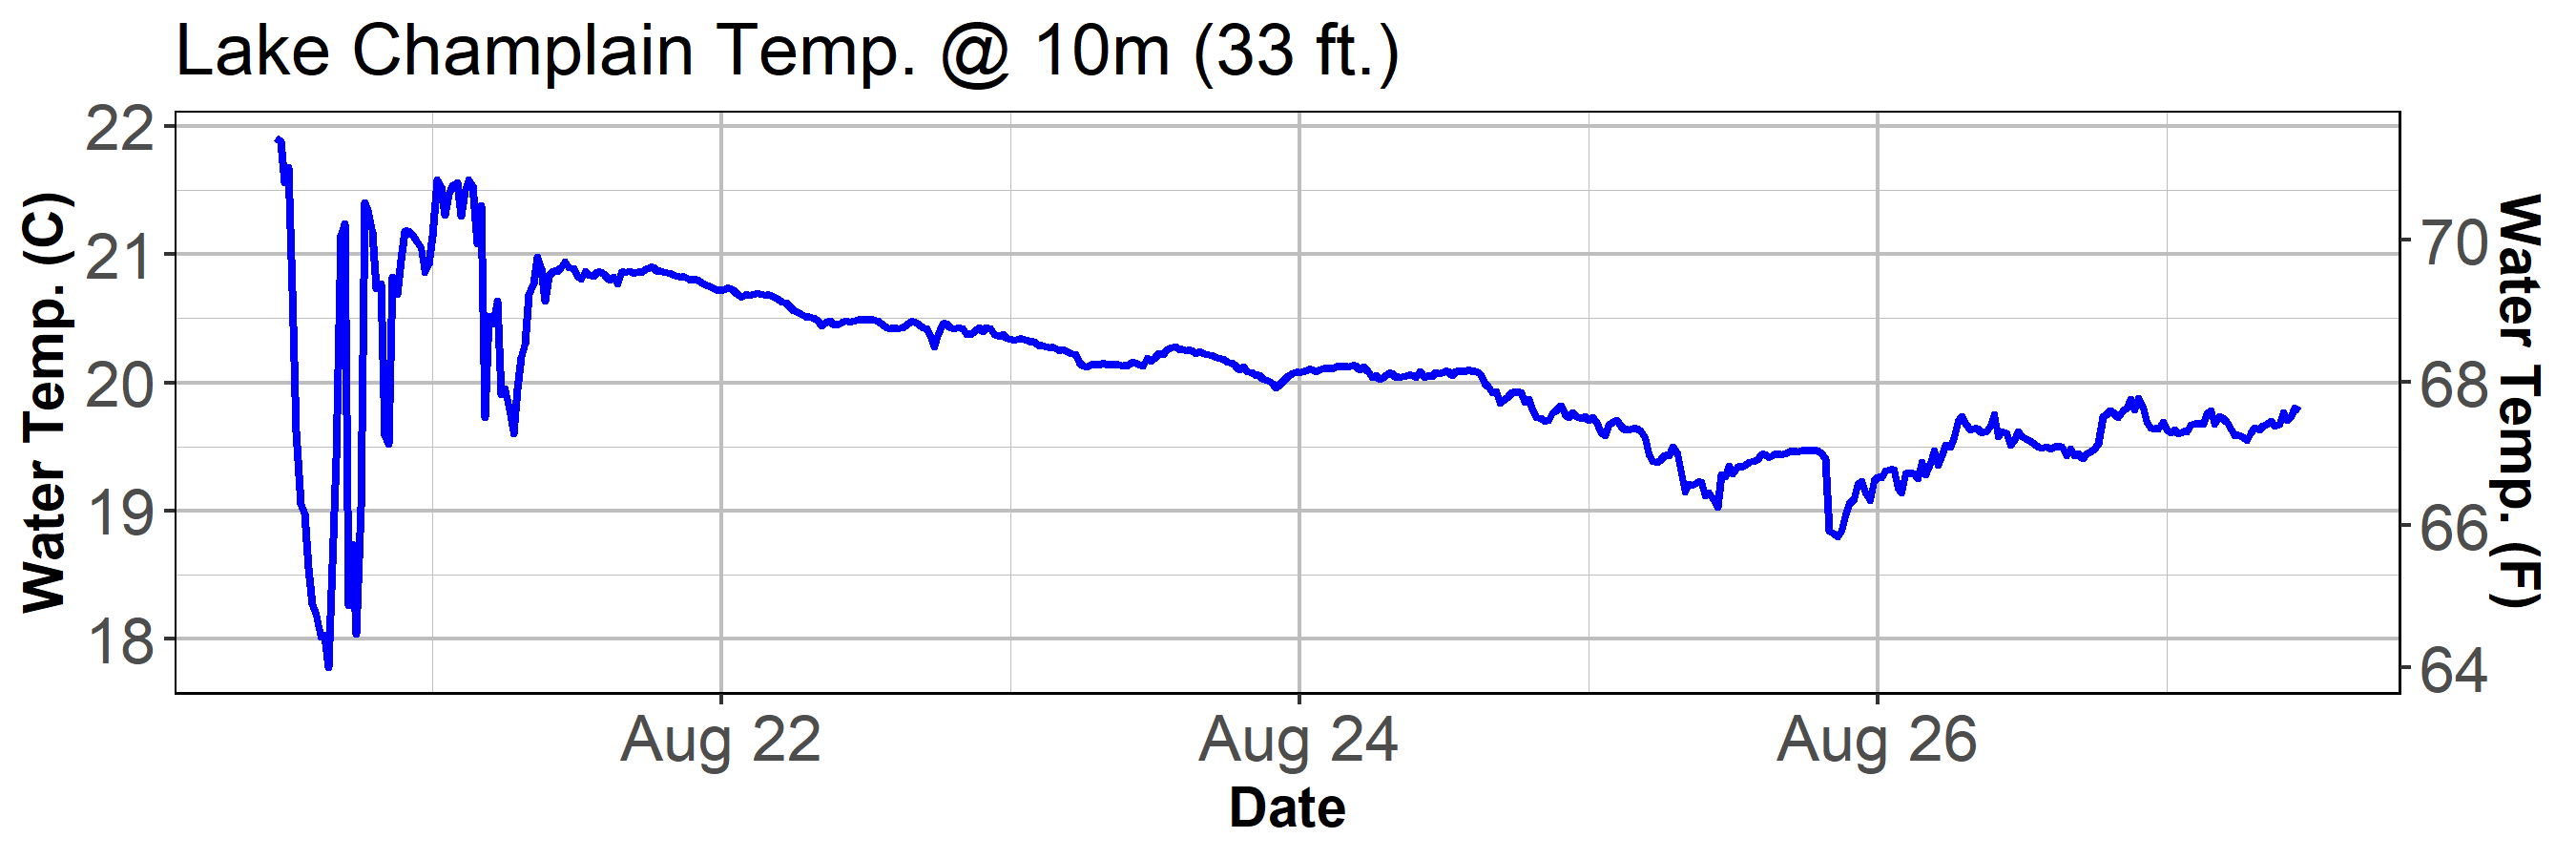 Lake Champlain Temp. @ 10m (33 ft.)
Water Temp. (C)
22
21
20
19
18
70
68
66
64
Water Temp. (F)
Aug 22 Aug 24 Aug 26
Date